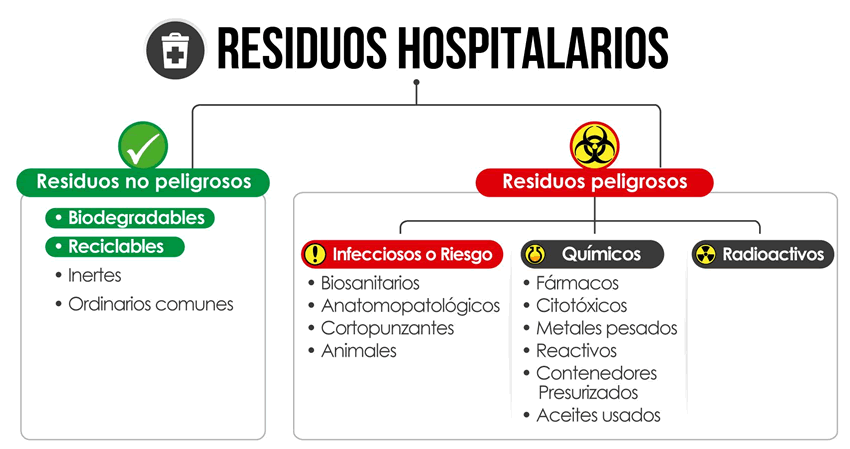 RESIDUOS HOSPITALARIOS
Residuos no peligrosos
• Biodegradables
• Reciclables
• Inertes
• Ordinarios comunes
Residuos peligrosos
Infecciosos o Riesgo
• Biosanitarios
• Anatomopatológicos
• Cortopunzantes
• Animales
Químicos
• Fármacos
• Citotóxicos
• Metales pesados
• Reactivos
• Contenedores
Presurizados
• Aceites usados
Radioactivos